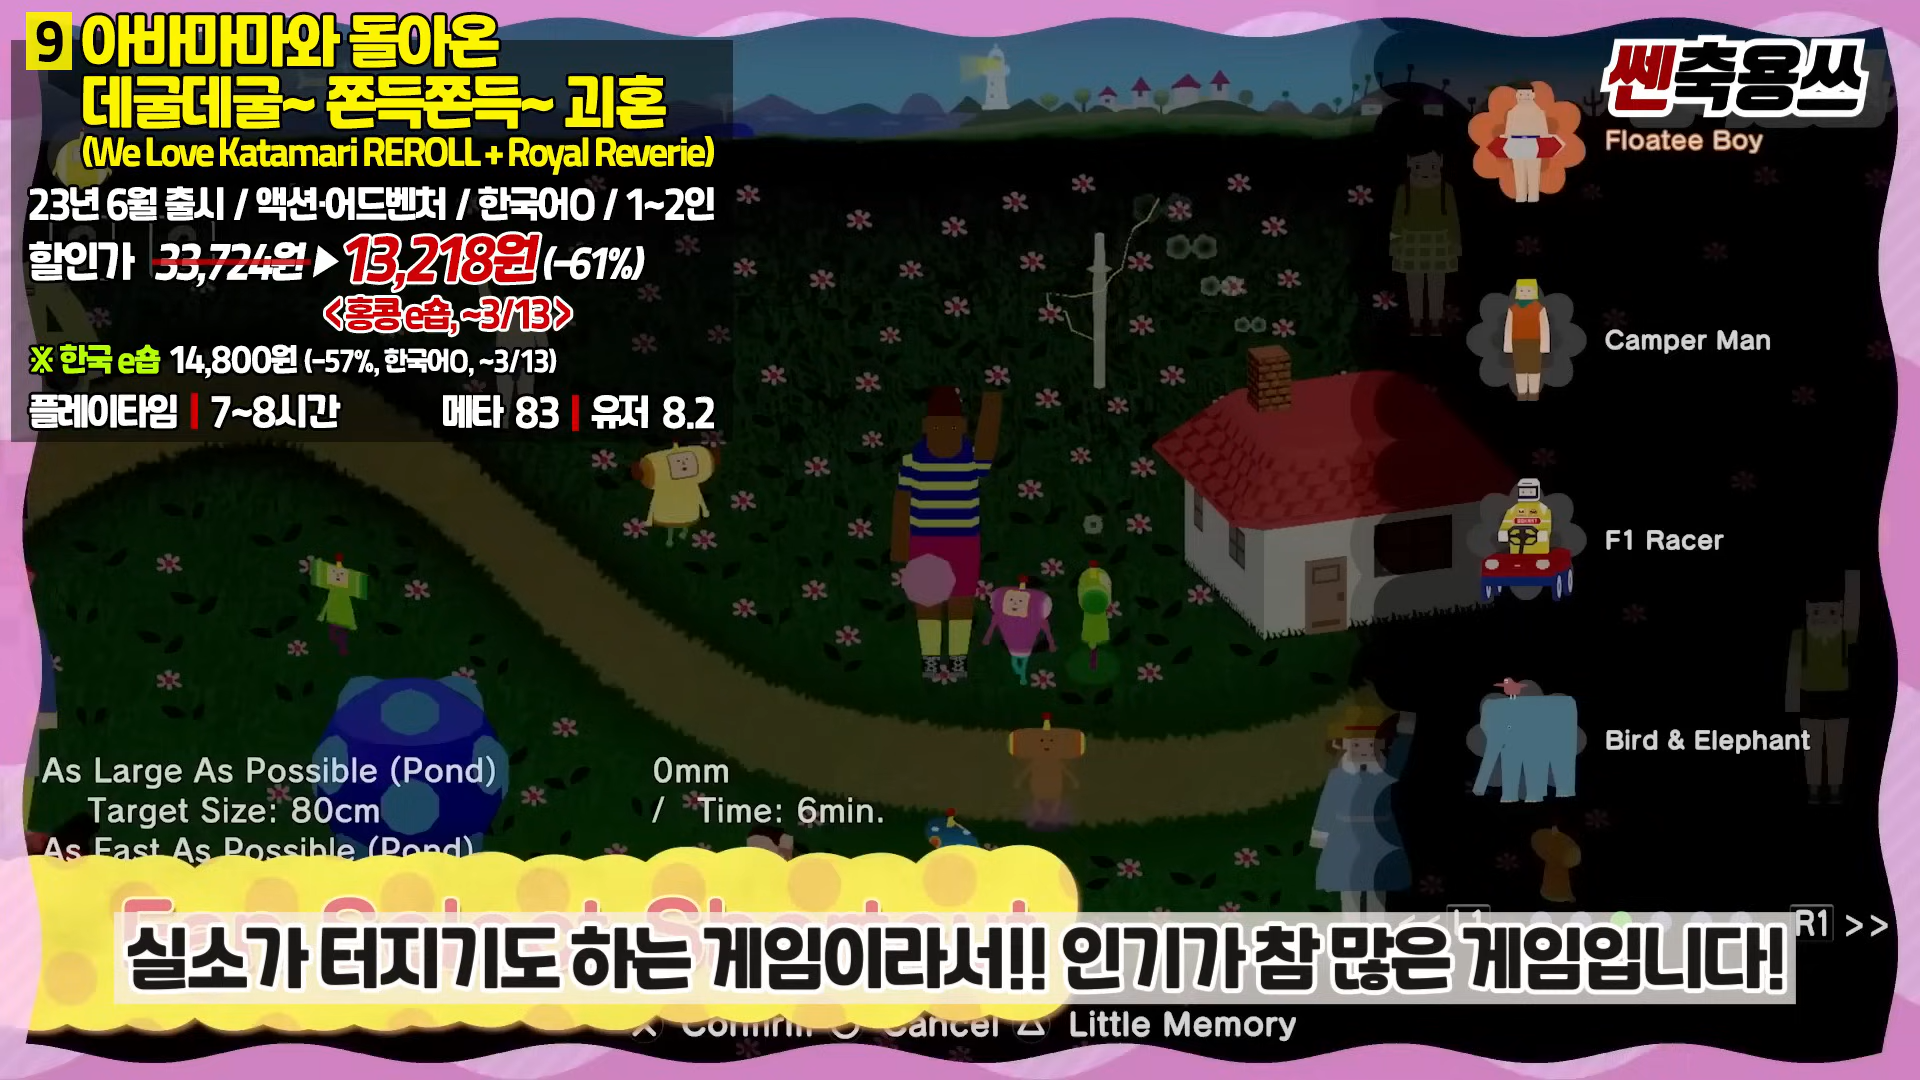 9 아바마마와 돌아온
데굴데굴~ 쫀득쫀득~ 괴혼
(We Love Katamari REROLL + Royal Reverie)
23년 6월 출시 / 액션·어드벤처 / 한국어O / 1~2인
할인가 33,724원 ▶ 13,218원 (-61%)
<홍콩 e숍, ~3/13>
※ 한국 e숍 14,800원 (-57%, 한국어O, ~3/13)
플레이타임 | 7~8시간 메타 83 | 유저 8.2
쎈축용쓰
Floatee Boy
Camper Man
F1 Racer
Bird & Elephant
As Large As Possible (Pond) 0mm
Target Size: 80cm / Time: 6min.
As Fast As Possible (Pond)
R1 >>
실소가 터지기도 하는 게임이라서!! 인기가 참 많은 게임입니다!
Confirm Cancel Little Memory